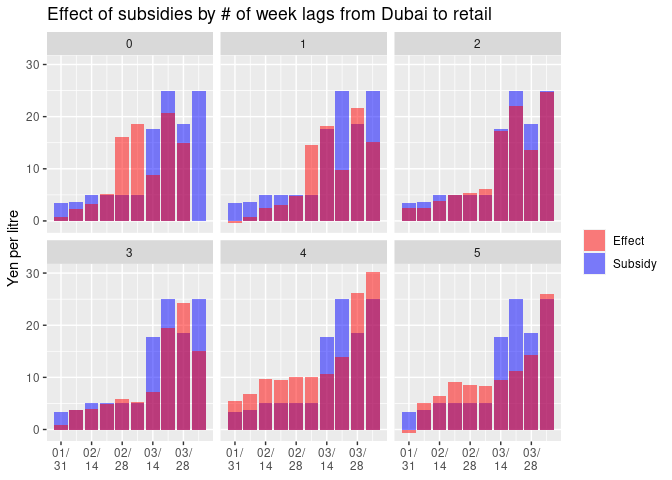 Effect of subsidies by # of week lags from Dubai to retail
0 1 2
30
20
10
0
3 4 5
30
20
10
0
Yen per litre
01/ 02/ 02/ 03/ 03/ 01/ 02/ 02/ 03/ 03/ 01/ 02/ 02/ 03/ 03/
31 14 28 14 28 31 14 28 14 28 31 14 28 14 28
Effect
Subsidy